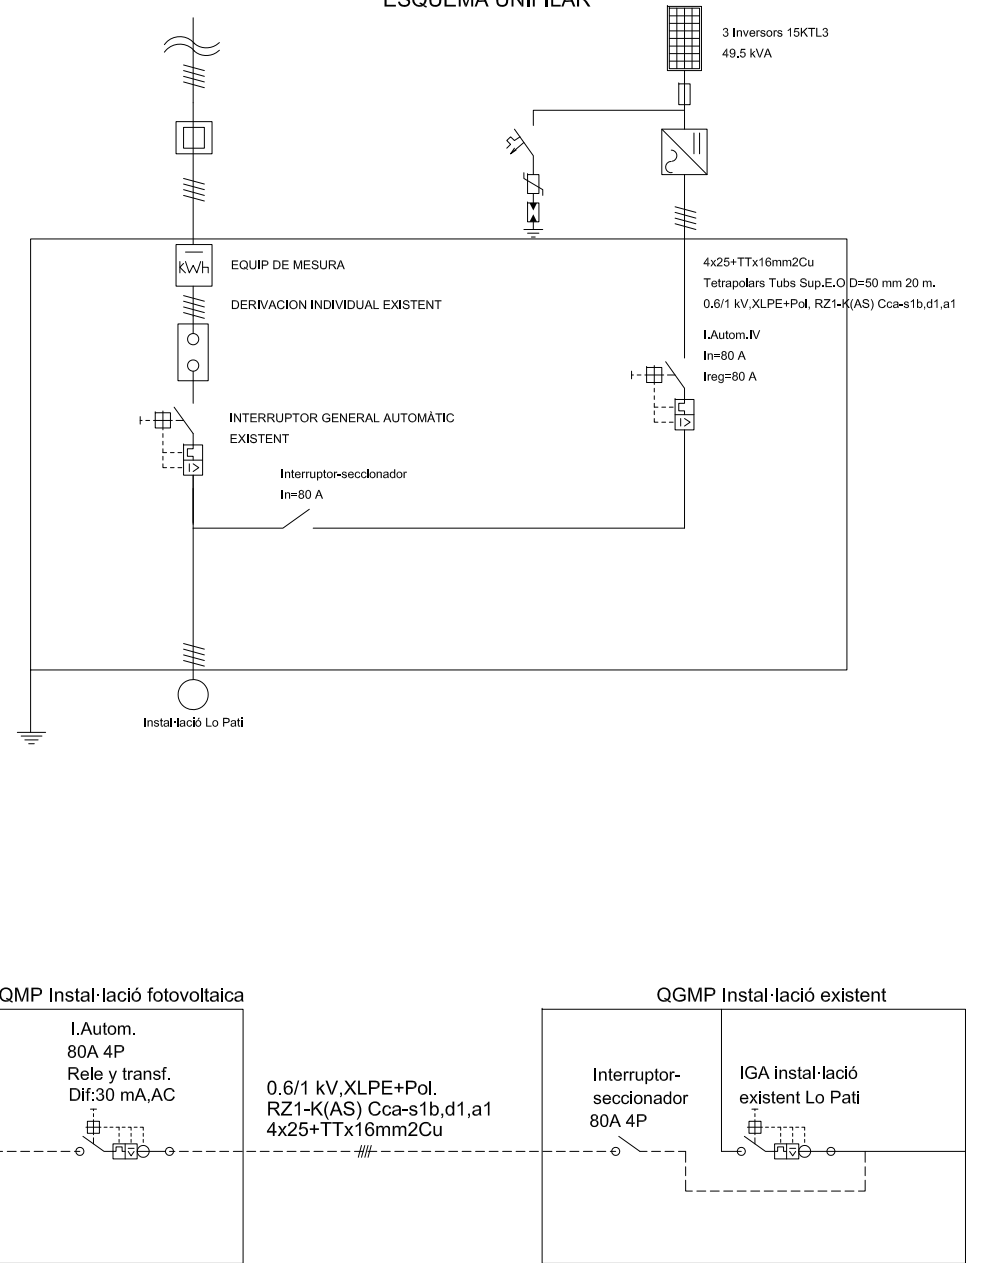 ESQUEMA UNIFILAR
3 Inversors 15KTL3
49.5 kVA
KWh
EQUIP DE MESURA
DERIVACION INDIVIDUAL EXISTENT
4x25+TTx16mm2Cu
Tetrapolars Tubs Sup.E.O D=50 mm 20 m.
0.6/1 kV,XLPE+Pol, RZ1-K(AS) Cca-s1b,d1,a1
I.Autom.IV
In=80 A
Ireg=80 A
INTERRUPTOR GENERAL AUTOMÀTIC
EXISTENT
I>
I>
Interruptor-seccionador
In=80 A
Instal·lació Lo Pati
QMP Instal·lació fotovoltaica
I.Autom.
80A 4P
Rele y transf.
Dif:30 mA,AC
0.6/1 kV,XLPE+Pol.
RZ1-K(AS) Cca-s1b,d1,a1
4x25+TTx16mm2Cu
QGMP Instal·lació existent
Interruptor-
seccionador
80A 4P
IGA instal·lació
existent Lo Pati